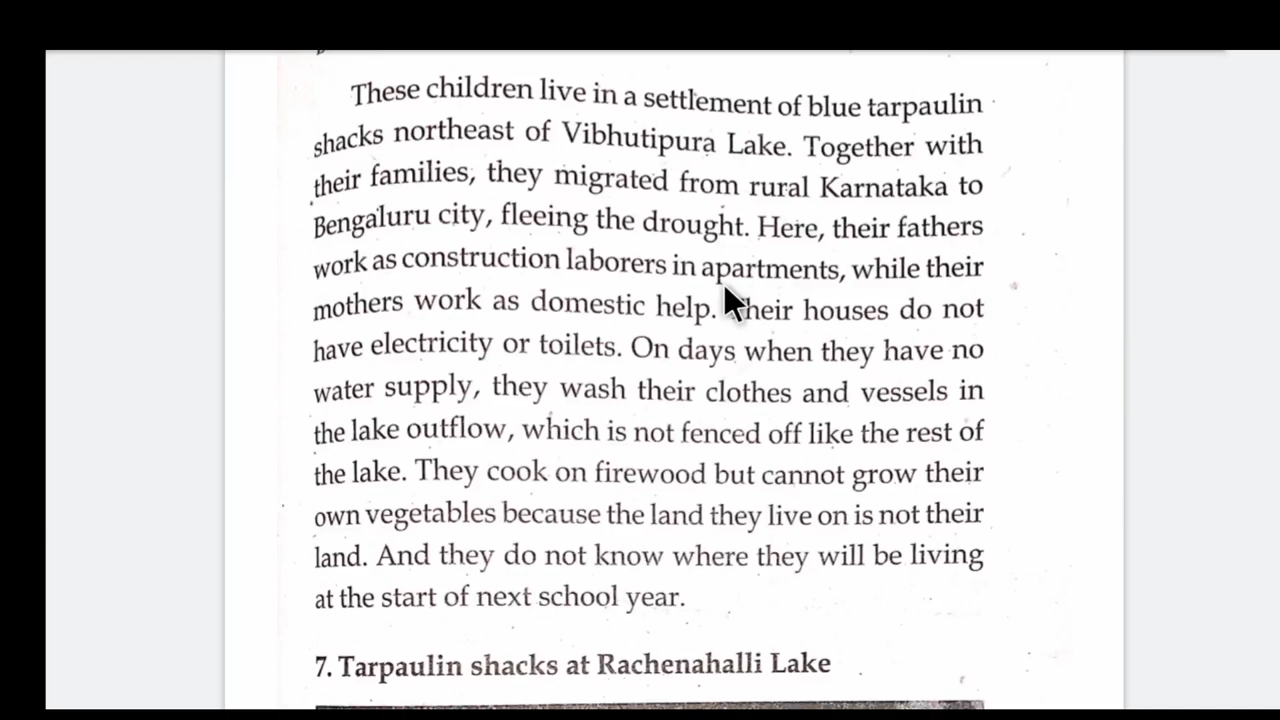 These children live in a settlement of blue tarpaulin
shacks northeast of Vibhutipura Lake. Together with
their families, they migrated from rural Karnataka to
Bengaluru city, fleeing the drought. Here, their fathers
work as construction laborers in apartments, while their
mothers work as domestic help. Their houses do not
have electricity or toilets. On days when they have no
water supply, they wash their clothes and vessels in
the lake outflow, which is not fenced off like the rest of
the lake. They cook on firewood but cannot grow their
own vegetables because the land they live on is not their
land. And they do not know where they will be living
at the start of next school year.
7. Tarpaulin shacks at Rachenahalli Lake